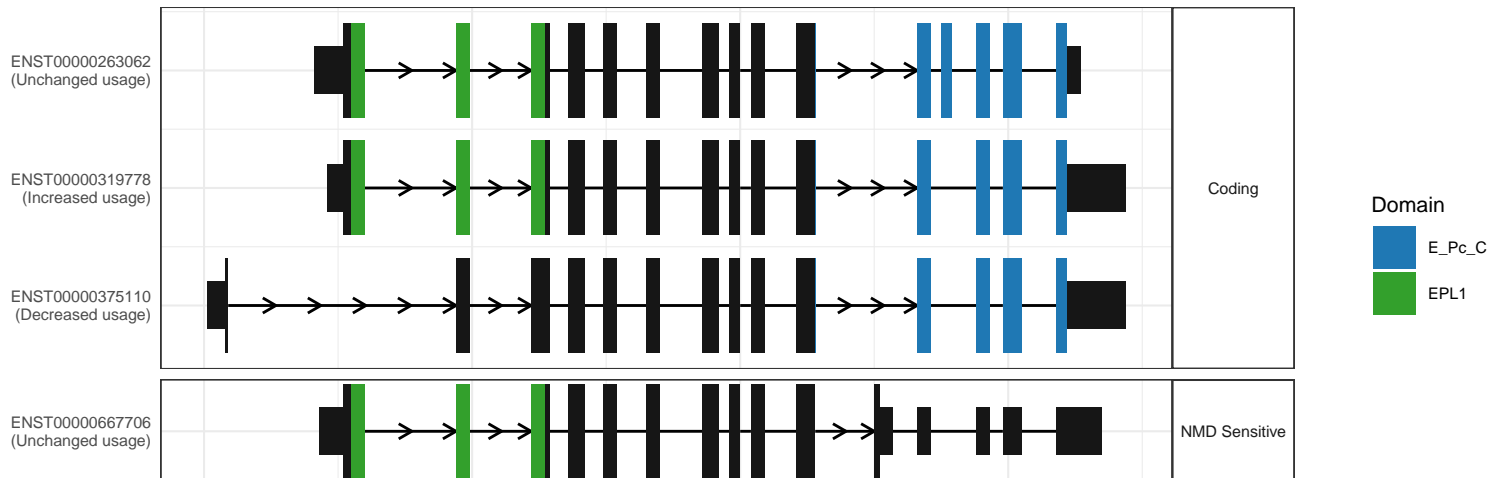 ENST00000263062
(Unchanged usage)
ENST00000319778
(Increased usage)
ENST00000375110
(Decreased usage)
Coding
ENST00000667706
(Unchanged usage)
NMD Sensitive
Domain
E_Pc_C
EPL1